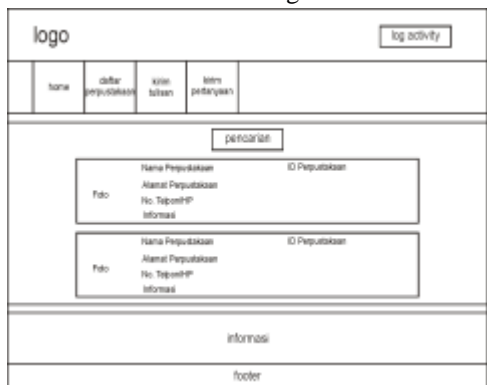 logo
log activity
home
daftar
perpustakaan
kirim
tulisan
kirim
pertanyaan
pencarian
Nama Perpustakaan ID Perpustakaan
Alamat Perpustakaan
Foto
No. Telpon/HP
Informasi
Nama Perpustakaan ID Perpustakaan
Alamat Perpustakaan
Foto
No. Telpon/HP
Informasi
informasi
footer